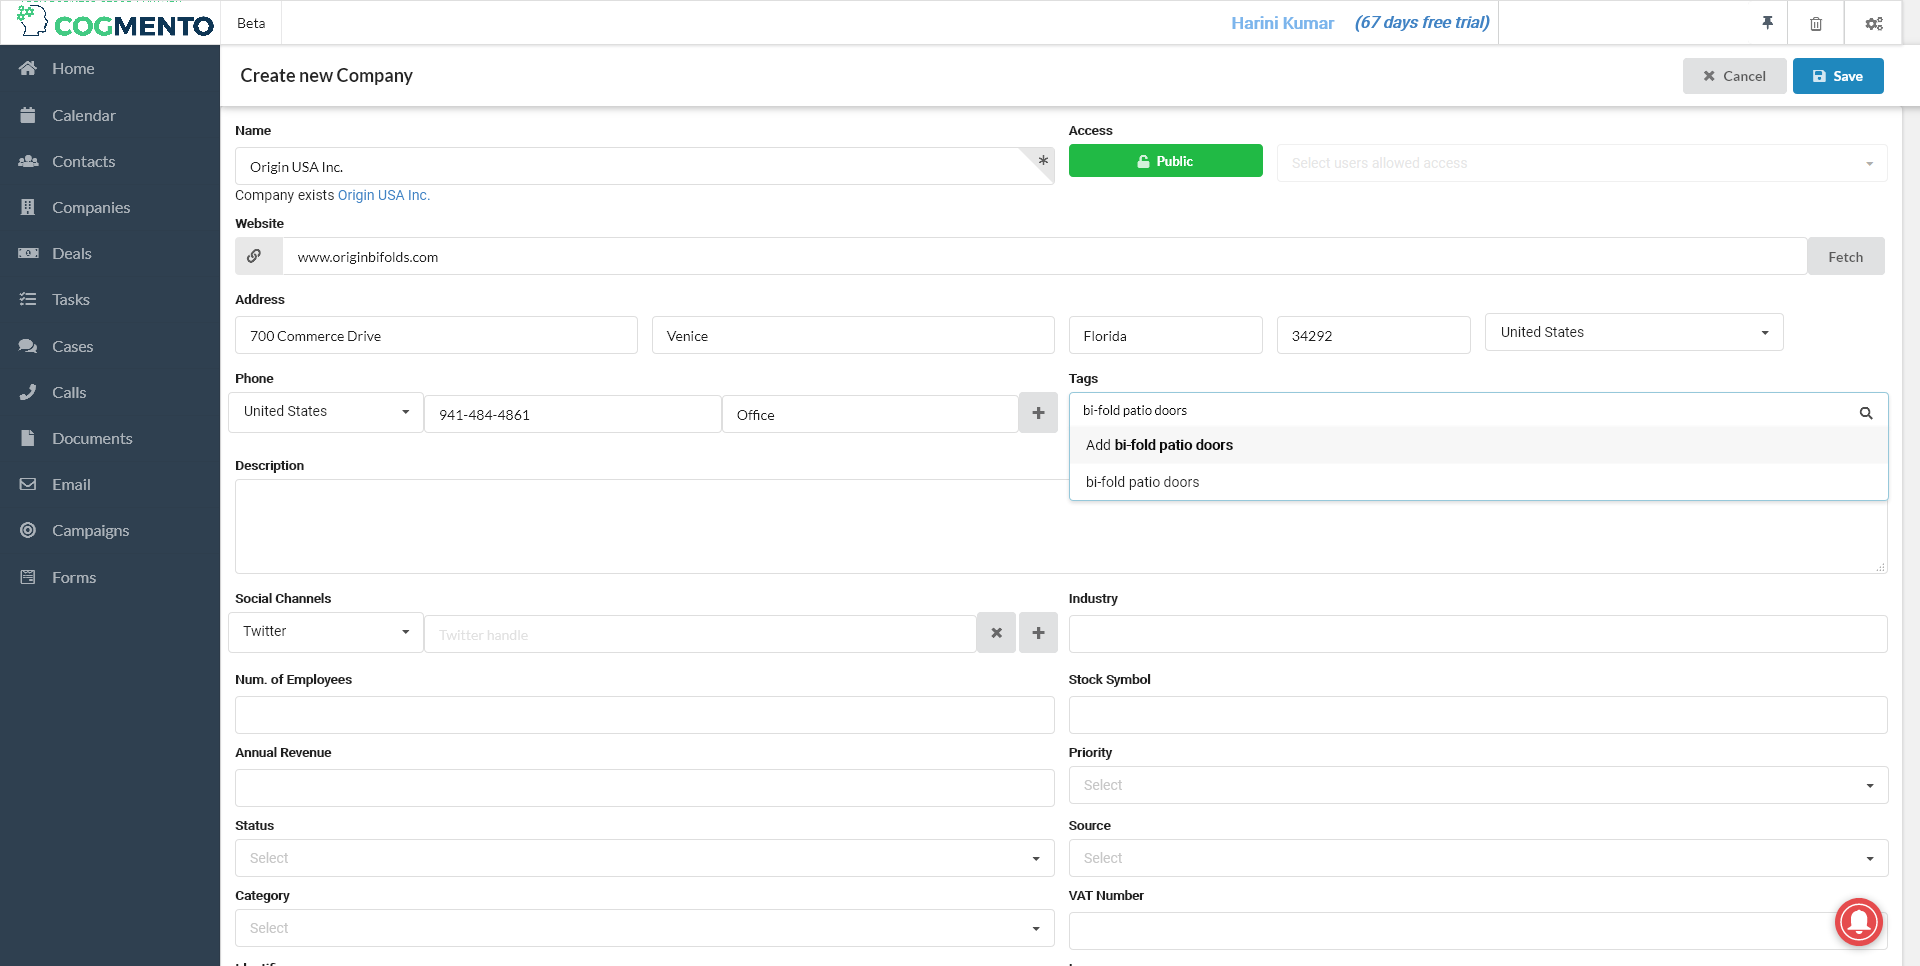 COGMENTO
Beta
Harini Kumar (67 days free trial)
Create new Company
Cancel
Save
Home
Calendar
Contacts
Companies
Deals
Tasks
Cases
Calls
Documents
Email
Campaigns
Forms
Name
Access
Origin USA Inc. *
Public
Select users allowed access
Company exists Origin USA Inc.
Website
www.originbifolds.com
Fetch
Address
700 Commerce Drive
Venice
Florida
34292
United States
Phone
Tags
United States
941-484-4861
Office
bi-fold patio doors
Add bi-fold patio doors
bi-fold patio doors
Description
Social Channels
Industry
Twitter
Twitter handle
Num. of Employees
Stock Symbol
Annual Revenue
Priority
Select
Status
Source
Select
Select
Category
VAT Number
Select